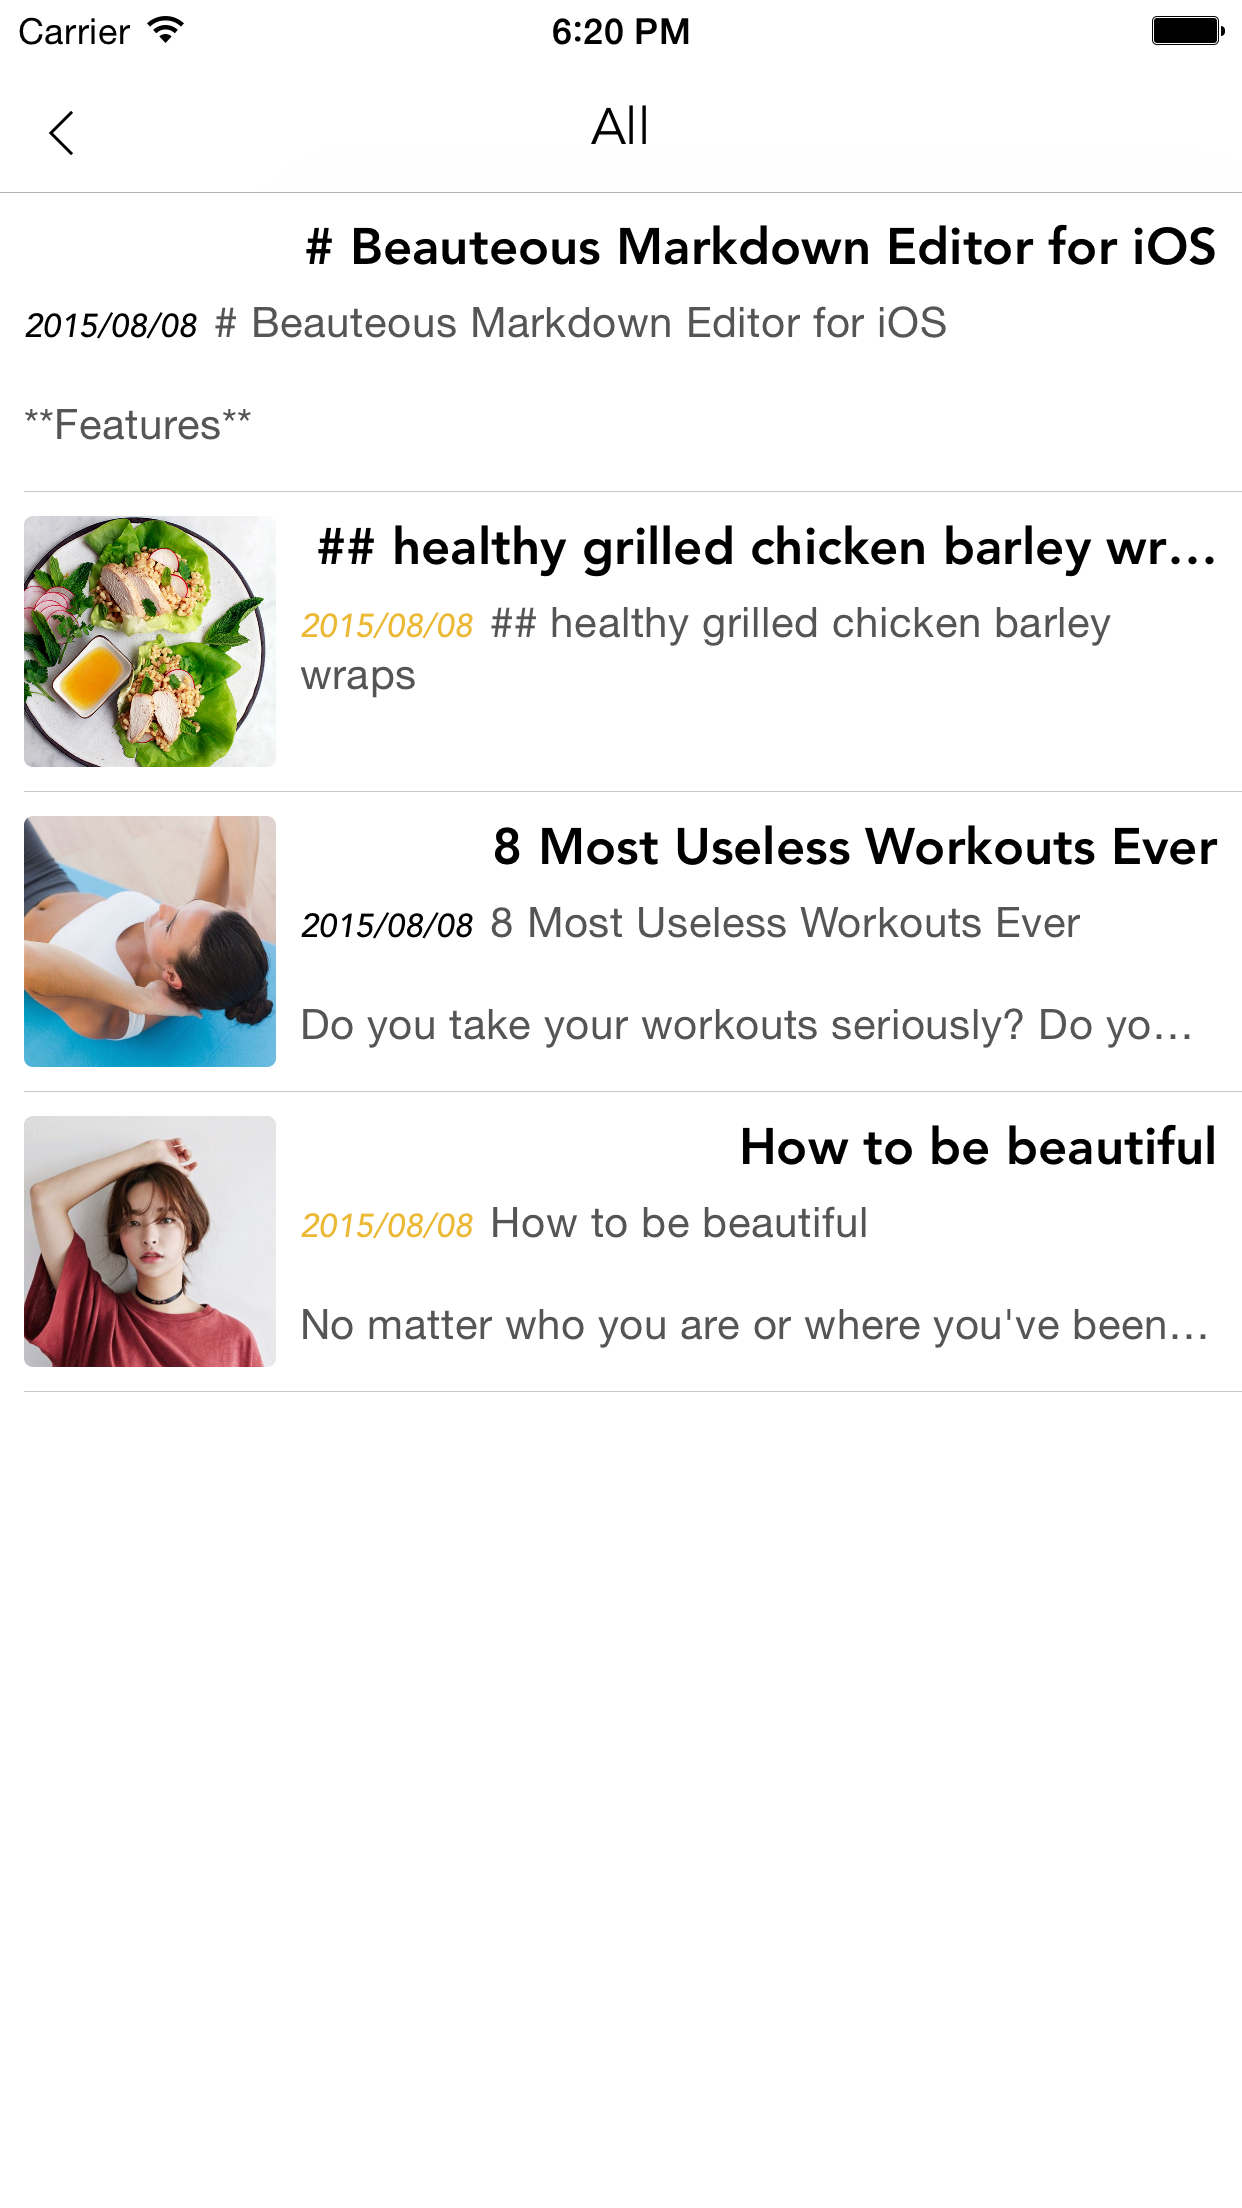 Carrier 6:20 PM
All
# Beauteous Markdown Editor for iOS
2015/08/08 # Beauteous Markdown Editor for iOS
**Features**
## healthy grilled chicken barley wr...
2015/08/08 ## healthy grilled chicken barley
wraps
8 Most Useless Workouts Ever
2015/08/08 8 Most Useless Workouts Ever
Do you take your workouts seriously? Do yo...
How to be beautiful
2015/08/08 How to be beautiful
No matter who you are or where you've been...